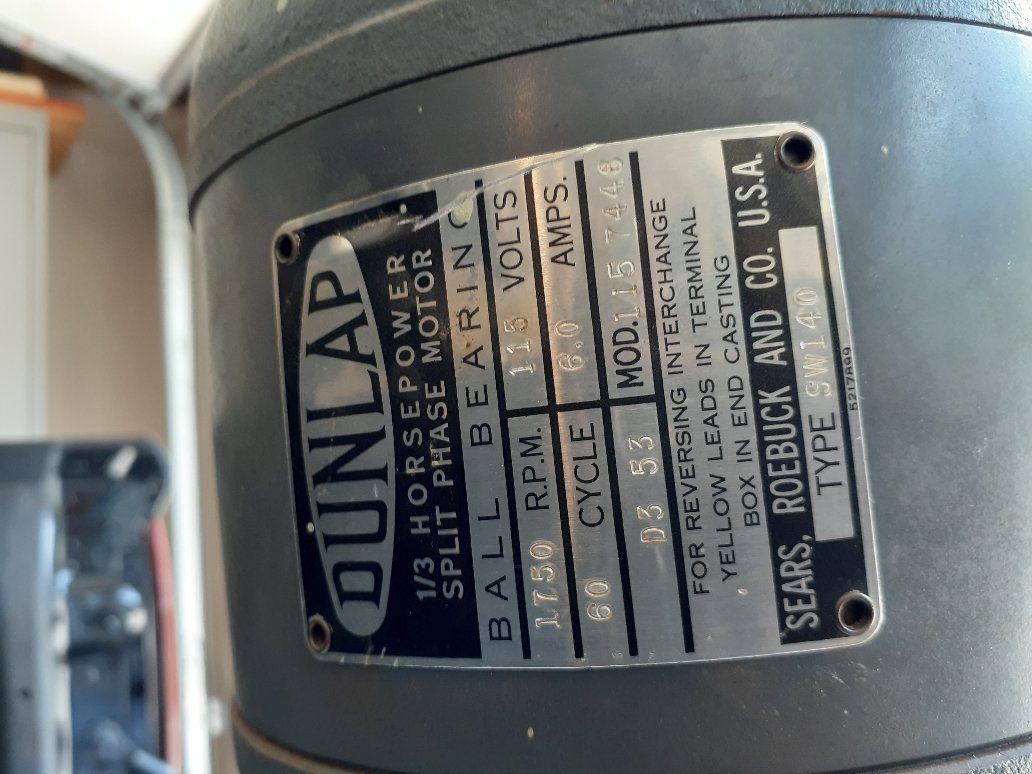 DUNLAP
1/3 HORSEPOWER
SPLIT PHASE MOTOR
BALL BEARING
1750 R.P.M. 115 VOLTS
60 CYCLE 6.0 AMPS.
D3 53 MOD. 115 7448
FOR REVERSING INTERCHANGE
YELLOW LEADS IN TERMINAL
BOX IN END CASTING
SEARS, ROEBUCK AND CO. U.S.A.
TYPE SW140
5217899